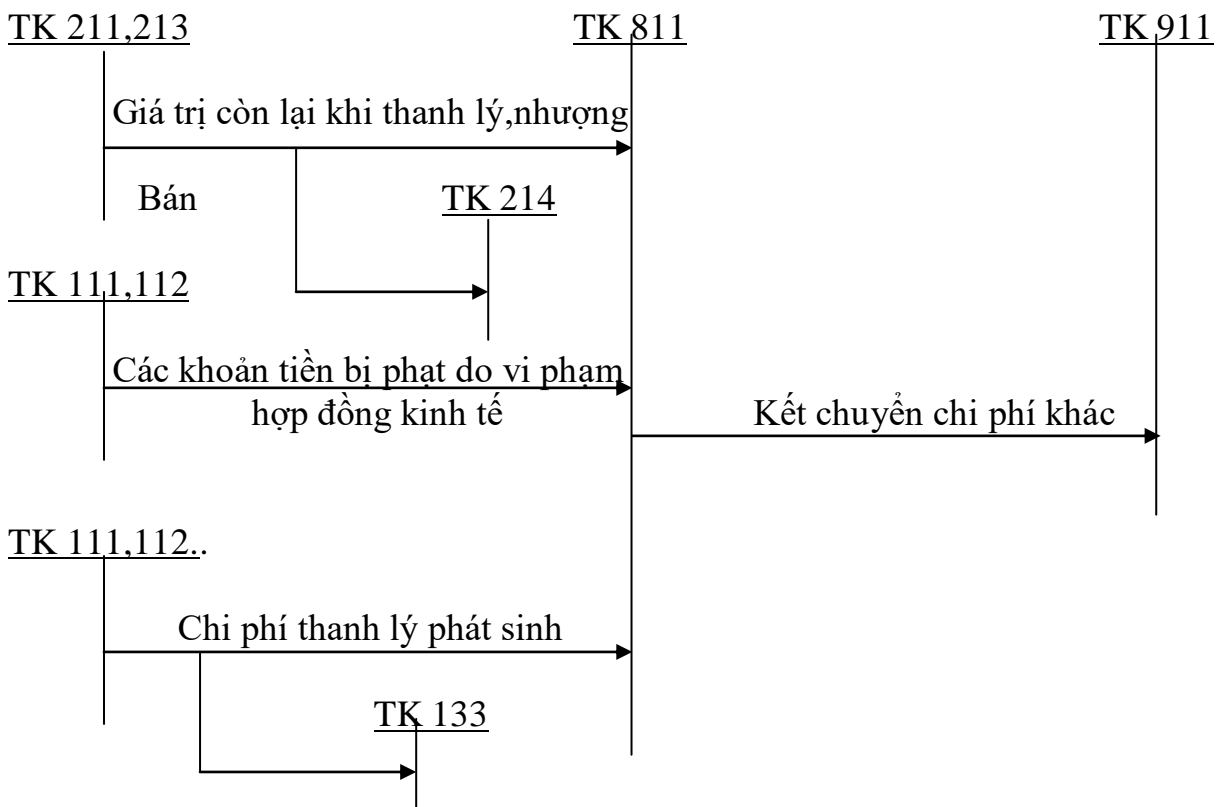 TK 211,213 TK 811 TK 911
Giá trị còn lại khi thanh lý,nhượng
Bán TK 214
TK 111,112
Các khoản tiền bị phạt do vi phạm
hợp đồng kinh tế Kết chuyển chi phí khác
TK 111,112..
Chi phí thanh lý phát sinh
TK 133